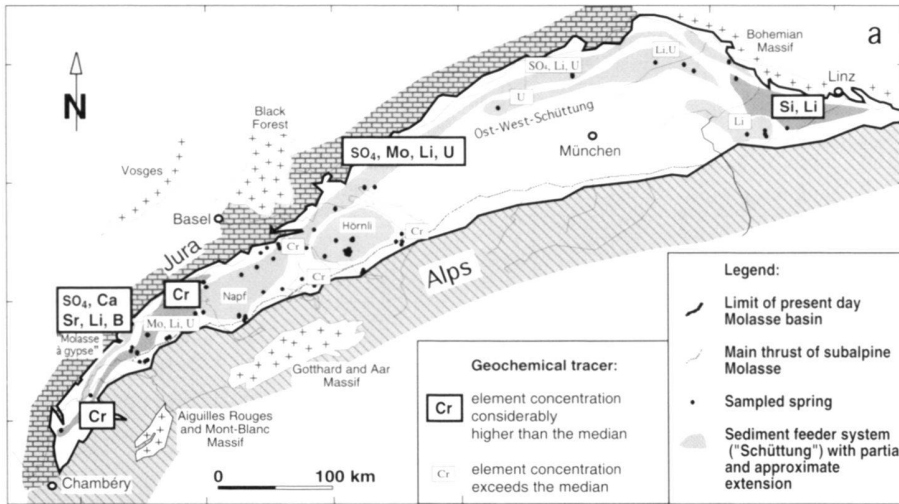 a
Bohemian
Massif
Linz
Li,U
SO₄, Li, U
U
Si, Li
Li
Ost-West-Schüttung
München
N
Black
Forest
Vosges
SO₄, Mo, Li, U
Basel
Jura
Hörnli
Cr
Cr
Cr
Cr
Napf
Alps
SO₄, Ca
Sr, Li, B
Mo, Li, U
"Molasse
à gypse"
Cr
Gotthard and Aar
Massif
Aiguilles Rouges
and Mont-Blanc
Massif
Chambéry
0 100 km
Geochemical tracer:
Cr
element concentration
considerably
higher than the median
Cr
element concentration
exceeds the median
Legend:
Limit of present day
Molasse basin
Main thrust of subalpine
Molasse
Sampled spring
Sediment feeder system
("Schüttung") with partia
and approximate
extension